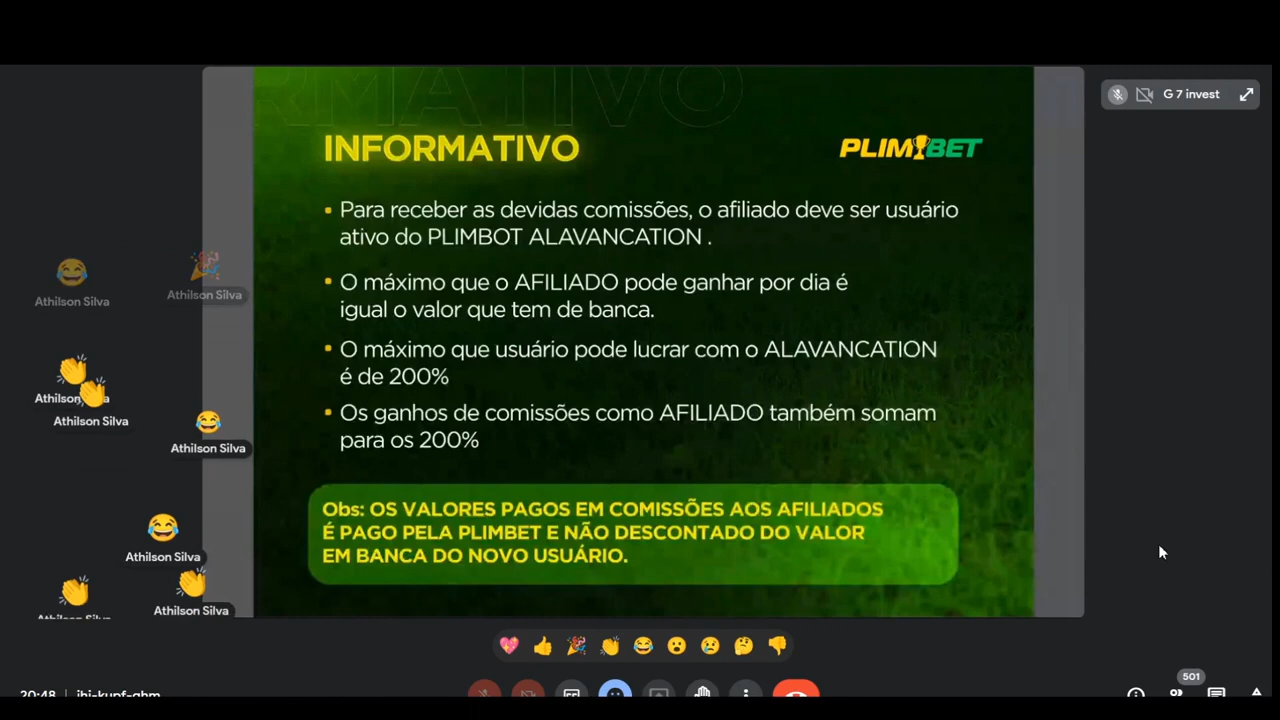 RMATIVO
G 7 invest
INFORMATIVO
PLIMBET
Para receber as devidas comissões, o afiliado deve ser usuário
ativo do PLIMBOT ALAVANCATION .
O máximo que o AFILIADO pode ganhar por dia é
igual o valor que tem de banca.
O máximo que usuário pode lucrar com o ALAVANCATION
é de 200%
Os ganhos de comissões como AFILIADO também somam
para os 200%
Obs: OS VALORES PAGOS EM COMISSÕES AOS AFILIADOS
É PAGO PELA PLIMBET E NÃO DESCONTADO DO VALOR
EM BANCA DO NOVO USUÁRIO.
Athilson Silva
Athilson Silva
Athilson
Athilson Silva
Athilson Silva
Athilson Silva
Athilson Silva
Athilson Silva
501
20:48